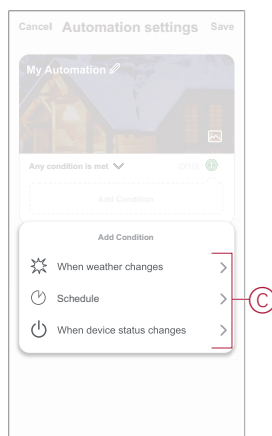 Cancel Automation settings Save
My Automation
Any condition is met
Add Condition
Add Condition
When weather changes
Schedule
When device status changes
C